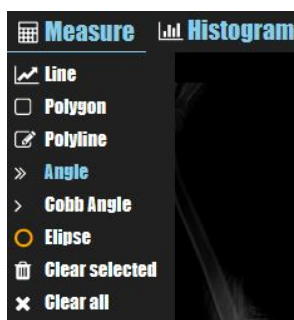 Measure Histogram
Line
Polygon
Polyline
Angle
Cobb Angle
Elipse
Clear selected
Clear all